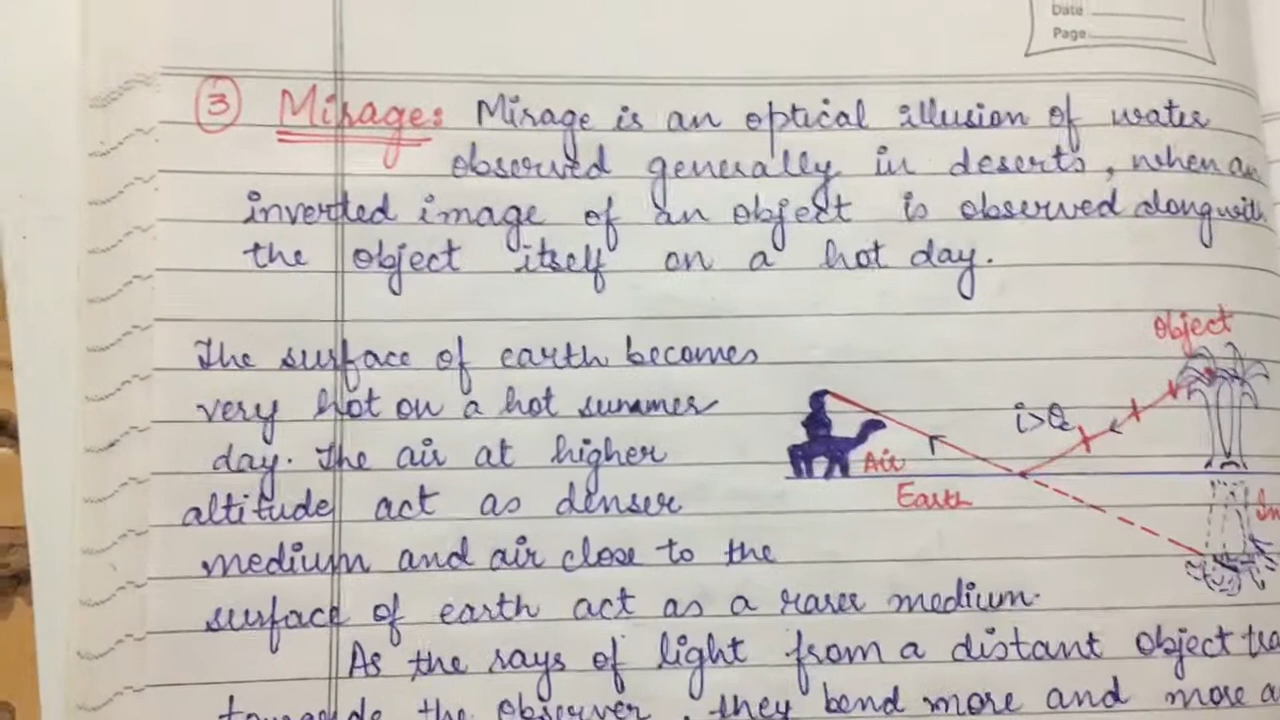 Date
Page
3 Mirage: Mirage is an optical illusion of water
observed generally in deserts, when an
inverted image of an object is observed alongwith
the object itself on a hot day.
Object
The surface of earth becomes
very hot on a hot summer
i>θc
day. The air at higher
Air
Earth
altitude act as denser
medium and air close to the
surface of earth act as a rarer medium.
As the rays of light from a distant object
the observer, they bend more and more